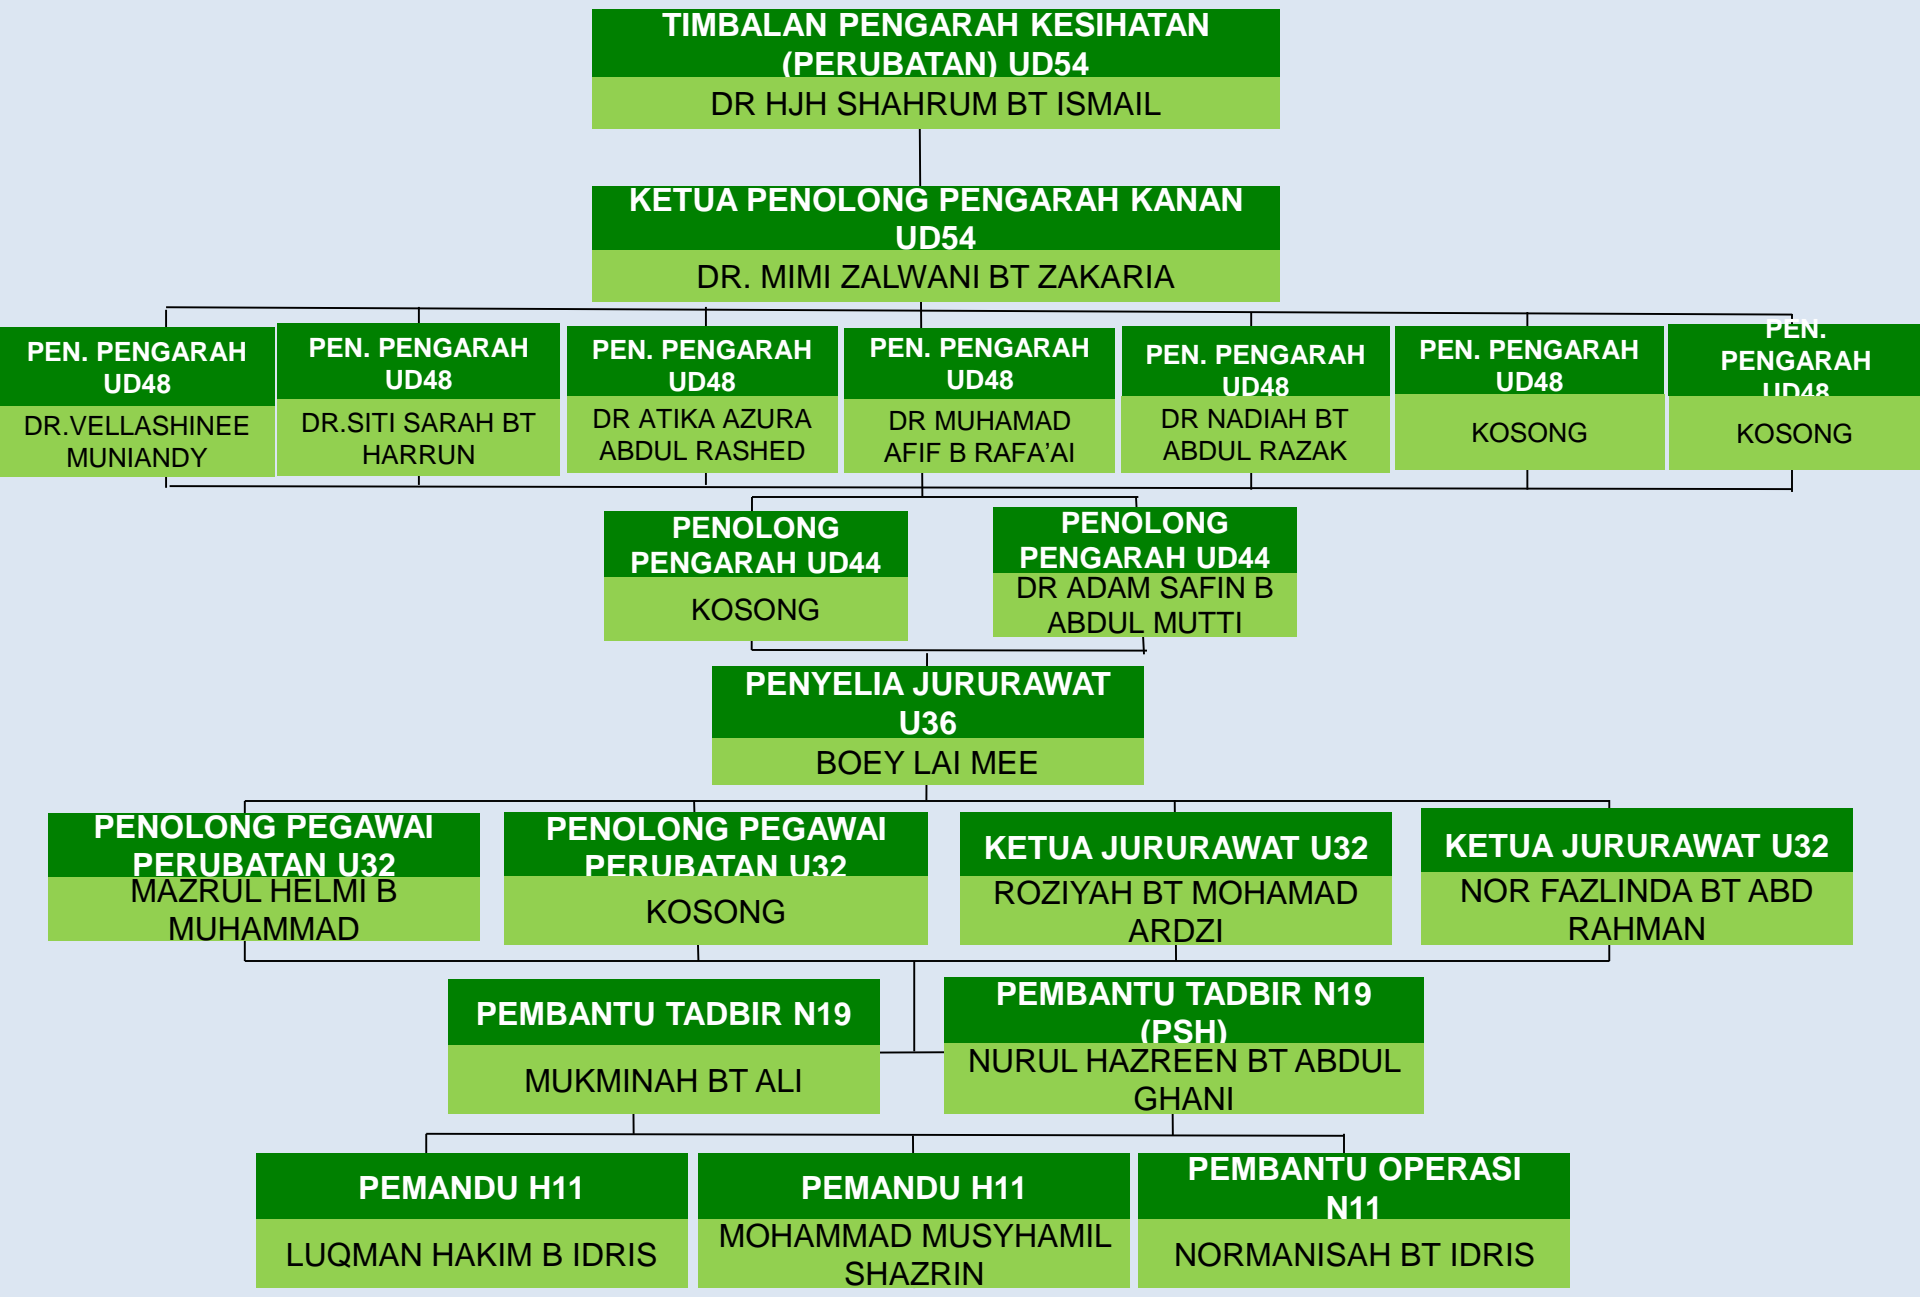 TIMBALAN PENGARAH KESIHATAN
(PERUBATAN) UD54
DR HJH SHAHRUM BT ISMAIL
KETUA PENOLONG PENGARAH KANAN
UD54
DR. MIMI ZALWANI BT ZAKARIA
PEN. PENGARAH
UD48
DR.VELLASHINEE
MUNIANDY
PEN. PENGARAH
UD48
DR.SITI SARAH BT
HARRUN
PEN. PENGARAH
UD48
DR ATIKA AZURA
ABDUL RASHED
PEN. PENGARAH
UD48
DR MUHAMAD
AFIF B RAFA’AI
PEN. PENGARAH
UD48
DR NADIAH BT
ABDUL RAZAK
PEN. PENGARAH
UD48
KOSONG
PEN.
PENGARAH
UD48
KOSONG
PENOLONG
PENGARAH UD44
KOSONG
PENOLONG
PENGARAH UD44
DR ADAM SAFIN B
ABDUL MUTTI
PENYELIA JURURAWAT
U36
BOEY LAI MEE
PENOLONG PEGAWAI
PERUBATAN U32
MAZRUL HELMI B
MUHAMMAD
PENOLONG PEGAWAI
PERUBATAN U32
KOSONG
KETUA JURURAWAT U32
ROZIYAH BT MOHAMAD
ARDZI
KETUA JURURAWAT U32
NOR FAZLINDA BT ABD
RAHMAN
PEMBANTU TADBIR N19
MUKMINAH BT ALI
PEMBANTU TADBIR N19
(PSH)
NURUL HAZREEN BT ABDUL
GHANI
PEMANDU H11
LUQMAN HAKIM B IDRIS
PEMANDU H11
MOHAMMAD MUSYHAMIL
SHAZRIN
PEMBANTU OPERASI
N11
NORMANISAH BT IDRIS